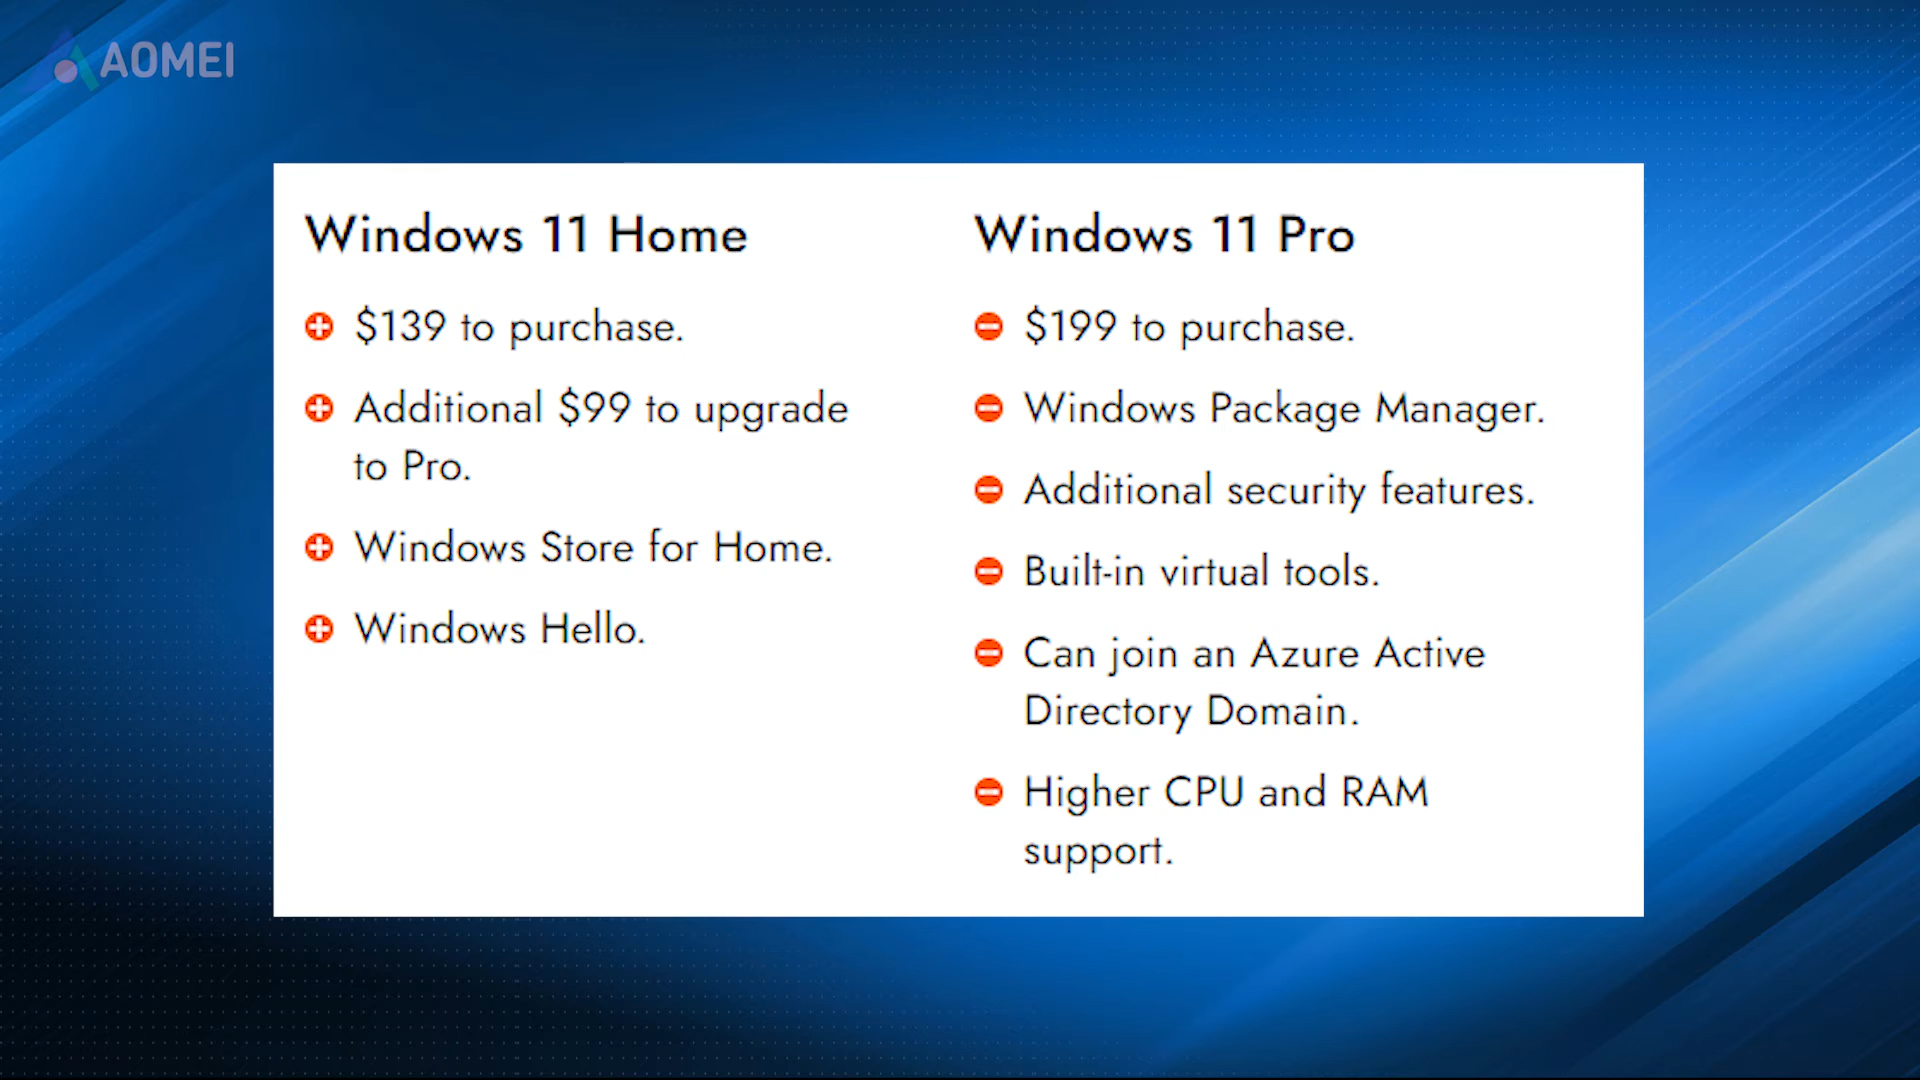 AOMEI
Windows 11 Home
$139 to purchase.
Additional $99 to upgrade
to Pro.
Windows Store for Home.
Windows Hello.
Windows 11 Pro
$199 to purchase.
Windows Package Manager.
Additional security features.
Built-in virtual tools.
Can join an Azure Active
Directory Domain.
Higher CPU and RAM
support.